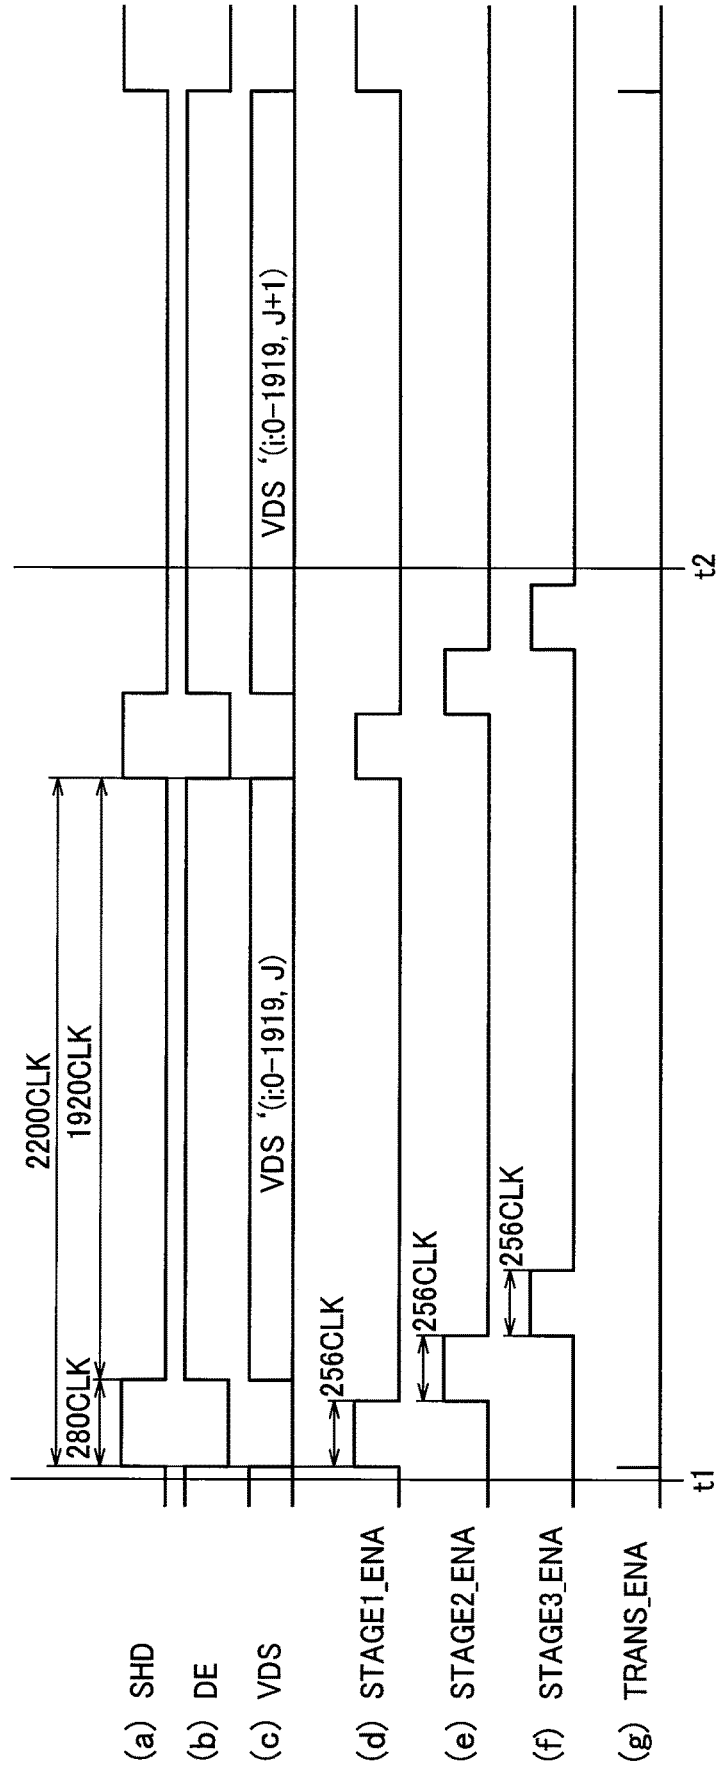 2200CLK
280CLK
1920CLK
(a) SHD
(b) DE
(c) VDS
VDS ‘(i:0−1919, J)
VDS ‘(i:0−1919, J+1)
256CLK
(d) STAGE1_ENA
256CLK
(e) STAGE2_ENA
256CLK
(f) STAGE3_ENA
(g) TRANS_ENA
t1
t2